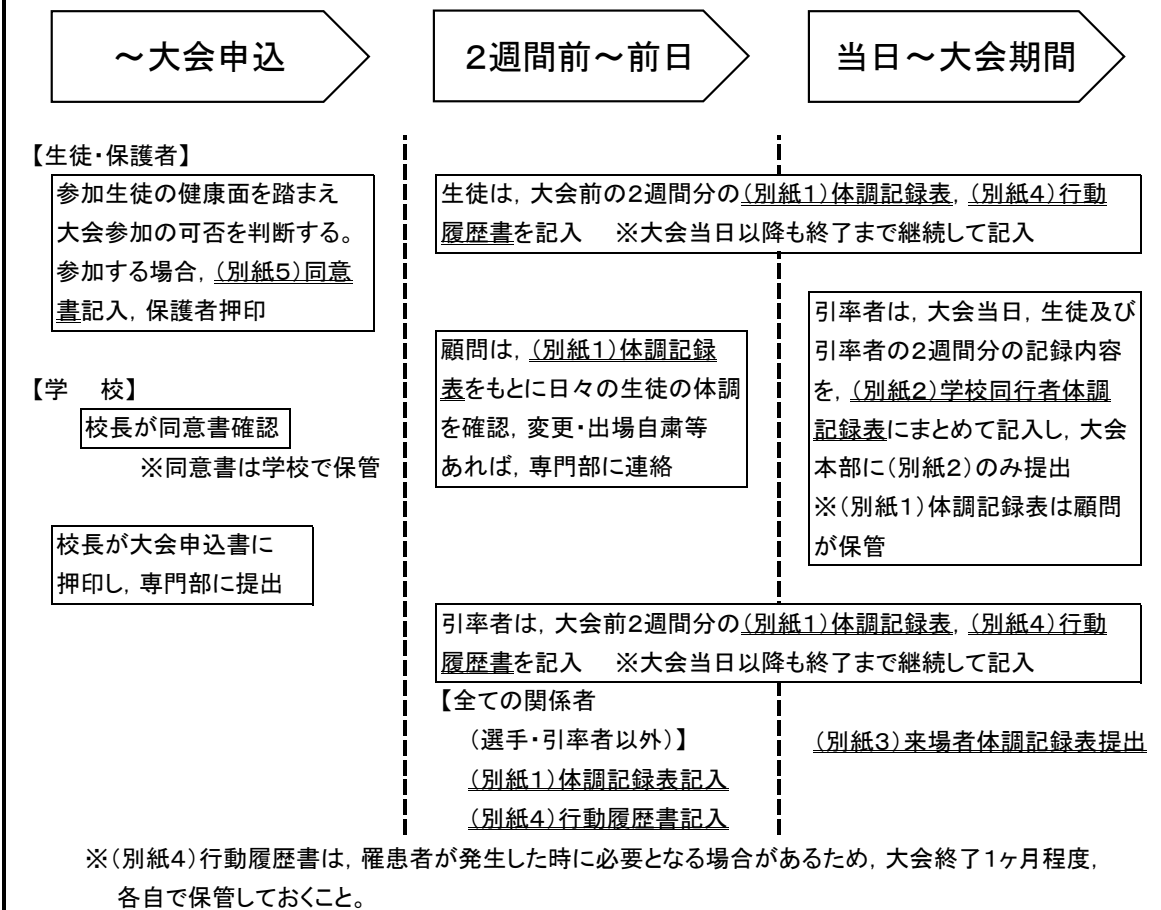 ～大会申込
２週間前～前日
当日～大会期間
【生徒・保護者】
参加生徒の健康面を踏まえ
大会参加の可否を判断する。
参加する場合，（別紙５）同意
書記入，保護者押印
【学　校】
校長が同意書確認
※同意書は学校で保管
校長が大会申込書に
押印し，専門部に提出
生徒は，大会前の２週間分の（別紙１）体調記録表，（別紙４）行動
履歴書を記入　※大会当日以降も終了まで継続して記入
顧問は，（別紙１）体調記録
表をもとに日々の生徒の体調
を確認，変更・出場自粛等
あれば，専門部に連絡
引率者は，大会当日，生徒及び
引率者の２週間分の記録内容
を，（別紙２）学校同行者体調
記録表にまとめて記入し，大会
本部に（別紙２）のみ提出
※（別紙１）体調記録表は顧問
が保管
引率者は，大会前２週間分の（別紙１）体調記録表，（別紙４）行動
履歴書を記入　※大会当日以降も終了まで継続して記入
【全ての関係者
（選手・引率者以外）】
（別紙１）体調記録表記入
（別紙４）行動履歴書記入
（別紙３）来場者体調記録表提出
※（別紙４）行動履歴書は，罹患者が発生した時に必要となる場合があるため，大会終了１ヶ月程度，
各自で保管しておくこと。